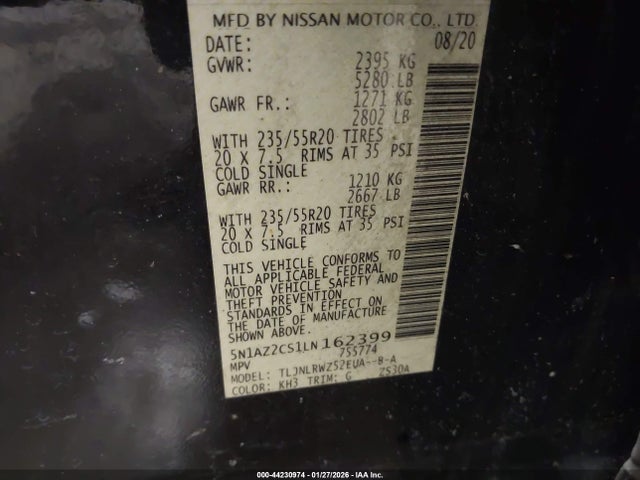 MFD BY NISSAN MOTOR CO., LTD.
DATE: 08/20
GVWR: 2395 KG
5280 LB
GAWR FR.: 1271 KG
2802 LB
WITH 235/55R20 TIRES
20 X 7.5 RIMS AT 35 PSI
COLD SINGLE
GAWR RR.: 1210 KG
2667 LB
WITH 235/55R20 TIRES
20 X 7.5 RIMS AT 35 PSI
COLD SINGLE
THIS VEHICLE CONFORMS TO
ALL APPLICABLE FEDERAL
MOTOR VEHICLE SAFETY AND
THEFT PREVENTION
STANDARDS IN EFFECT ON
THE DATE OF MANUFACTURE
SHOWN ABOVE.
5N1AZ2CS1LN162399
MPV 755774
MODEL: TLJNLRWZ52EUA--B-A
COLOR: KH3 TRIM: G Z530A
000-44230974 - 01/27/2026 - IAA Inc.